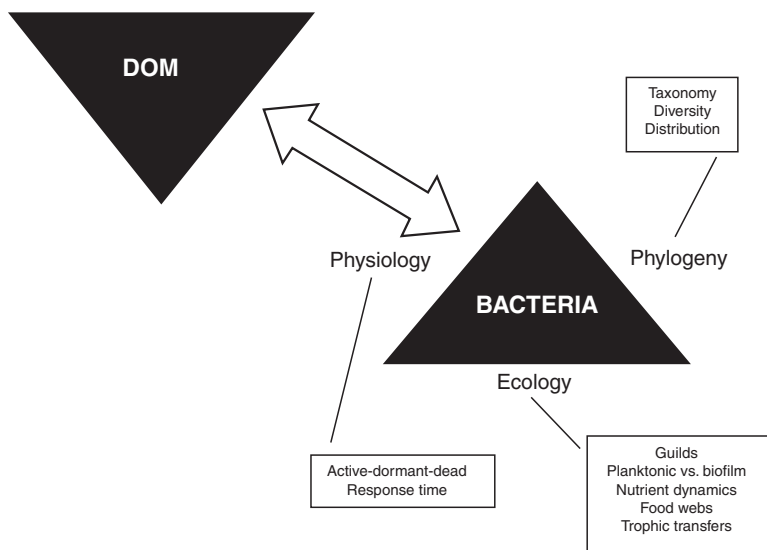 DOM
Taxonomy
Diversity
Distribution
Physiology
Phylogeny
BACTERIA
Ecology
Active-dormant-dead
Response time
Guilds
Planktonic vs. biofilm
Nutrient dynamics
Food webs
Trophic transfers